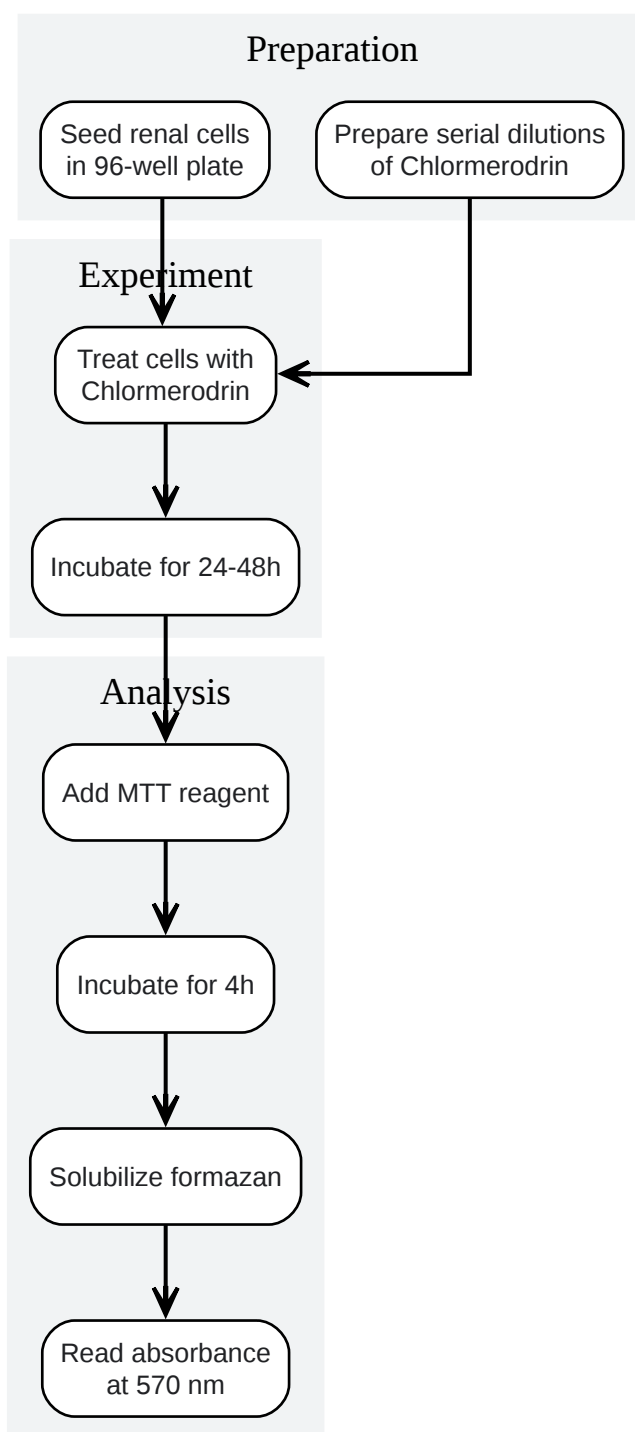 Preparation
Seed renal cells
in 96-well plate
Prepare serial dilutions
of Chlormerodrin
Experiment
Treat cells with
Chlormerodrin
Incubate for 24-48h
Analysis
Add MTT reagent
Incubate for 4h
Solubilize formazan
Read absorbance
at 570 nm